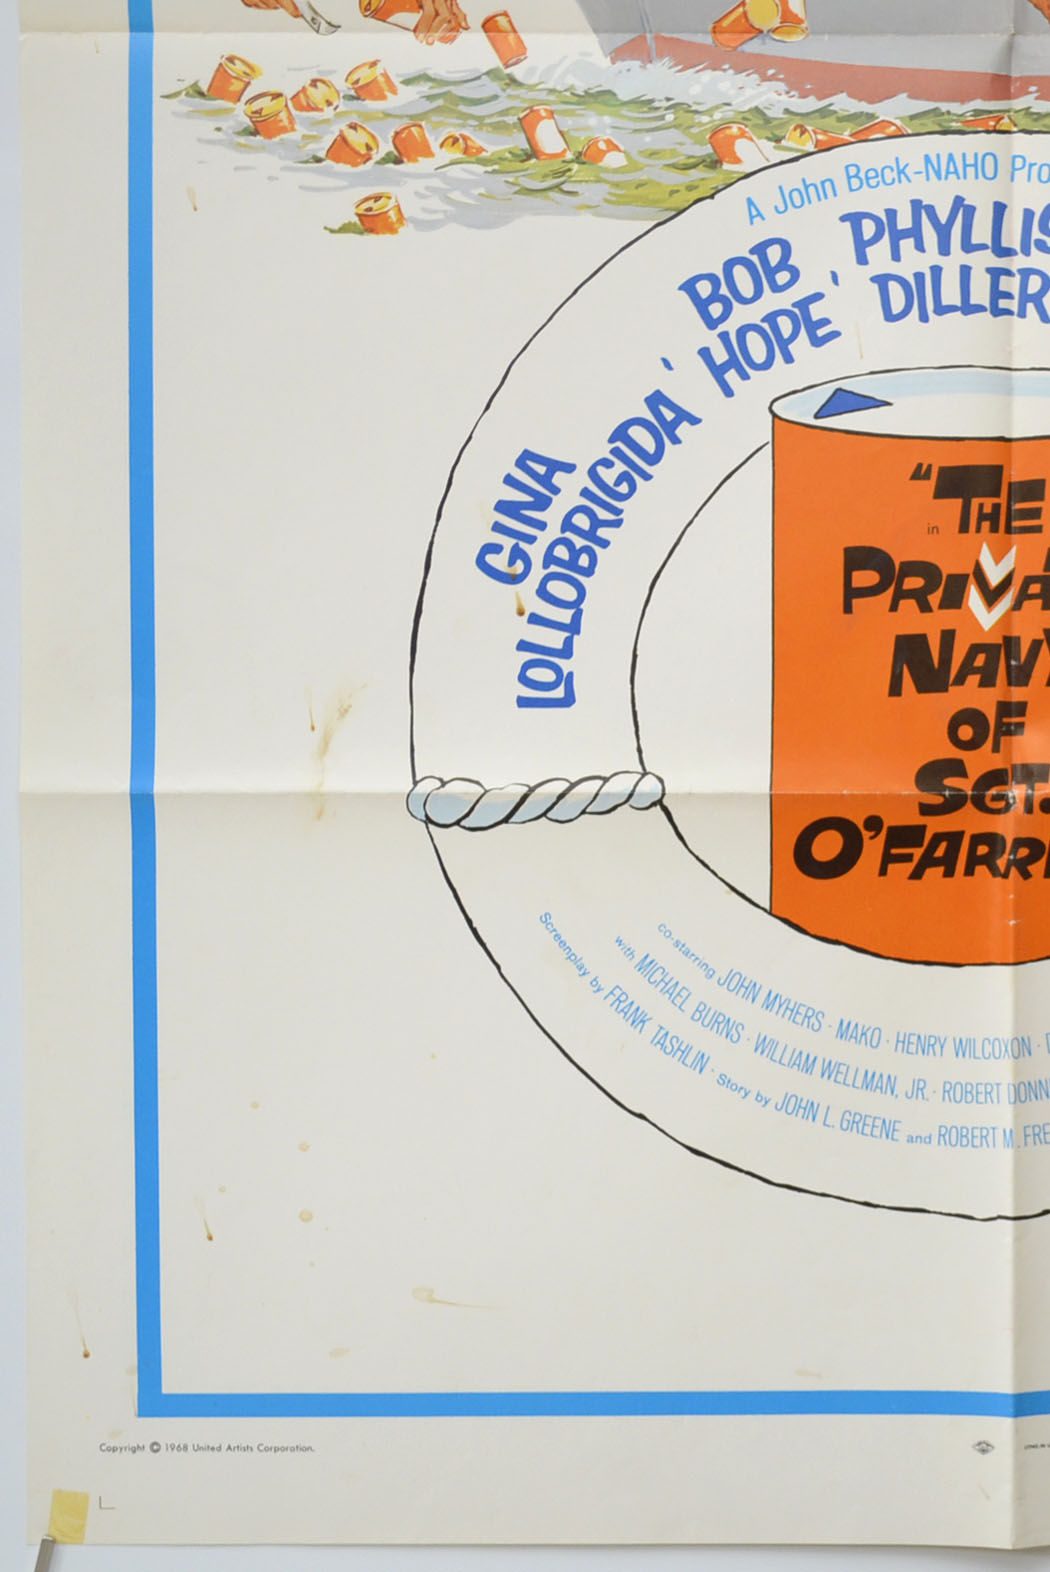 A John Beck-NAHO Pro
BOB HOPE,
PHYLLIS DILLER
GINA LOLLOBRIGIDA,
in "THE
PRIVA
NAVY
OF
SGT.
O'FARR
co-starring JOHN MYHERS · MAKO · HENRY WILCOXON ·
with MICHAEL BURNS · WILLIAM WELLMAN, JR. · ROBERT DONN
Screenplay by FRANK TASHLIN · Story by JOHN L. GREENE and ROBERT M. FRE
Copyright © 1968 United Artists Corporation.